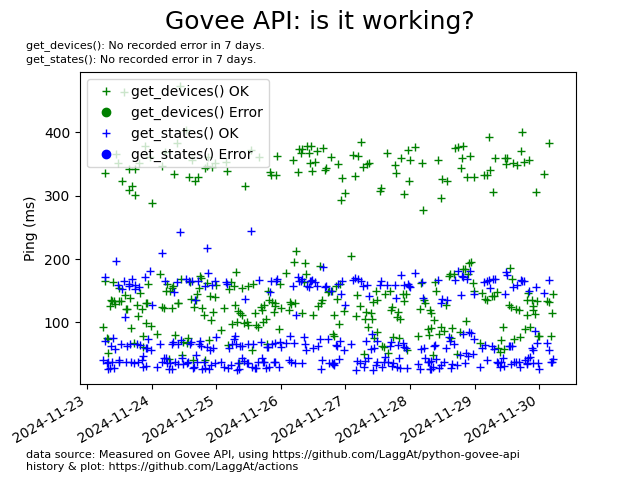 Govee API: is it working?
get_devices(): No recorded error in 7 days.
get_states(): No recorded error in 7 days.
get_devices() OK
get_devices() Error
get_states() OK
get_states() Error
400
300
200
100
Ping (ms)
2024-11-23
2024-11-24
2024-11-25
2024-11-26
2024-11-27
2024-11-28
2024-11-29
2024-11-30
data source: Measured on Govee API, using https://github.com/LaggAt/python-govee-api
history & plot: https://github.com/LaggAt/actions